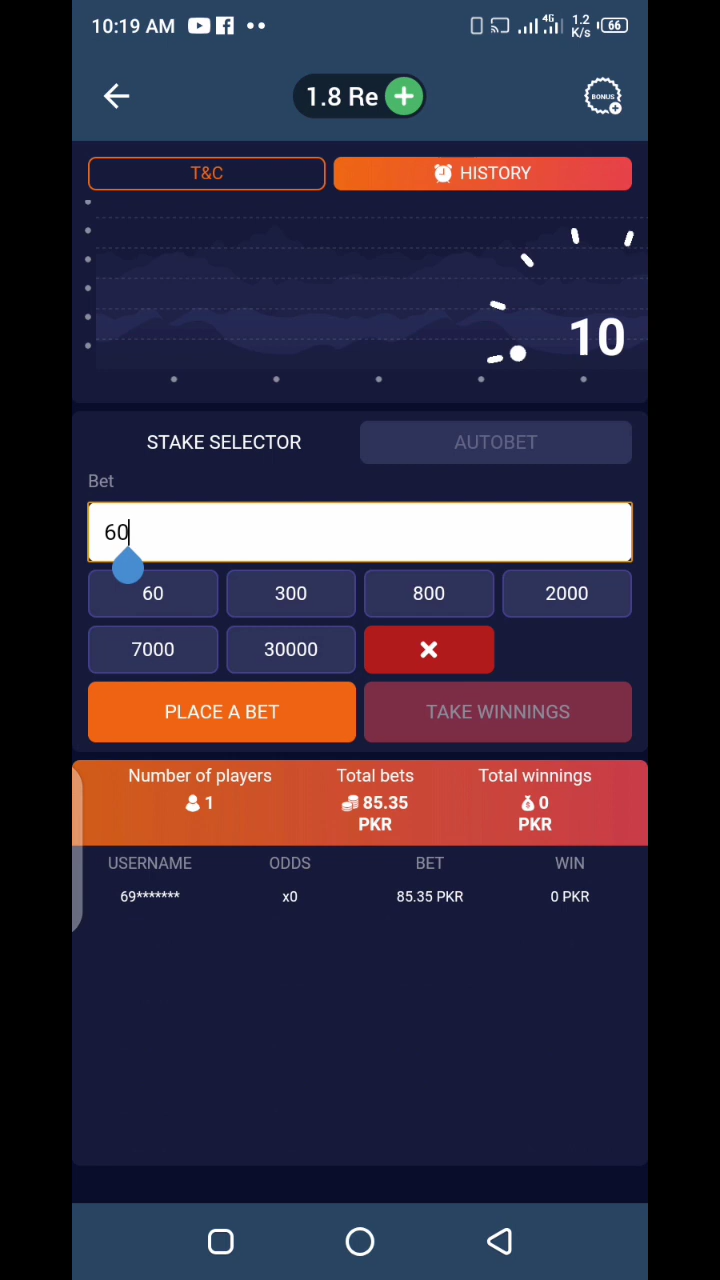 10:19 AM 4G 1.2 K/s 66
1.8 Re
BONUS
T&C HISTORY
10
STAKE SELECTOR AUTOBET
Bet
60
60 300 800 2000
7000 30000
PLACE A BET TAKE WINNINGS
Number of players Total bets Total winnings
1 85.35 PKR 0 PKR
USERNAME ODDS BET WIN
69******* x0 85.35 PKR 0 PKR